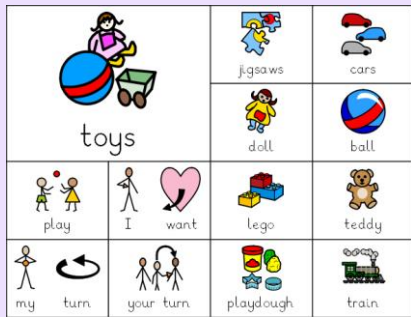 jigsaws cars
toys
doll ball
play I want lego teddy
my turn your turn playdough train